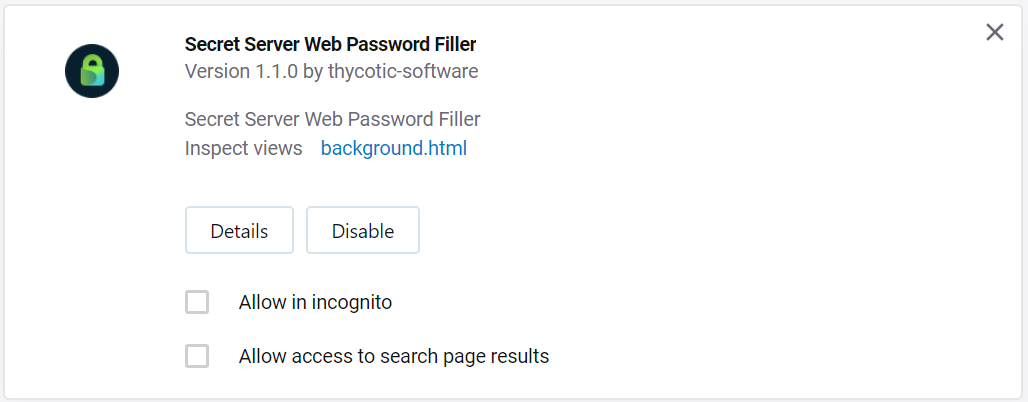 Secret Server Web Password Filler
Version 1.1.0 by thycotic-software
Secret Server Web Password Filler
Inspect views background.html
Details Disable
Allow in incognito
Allow access to search page results